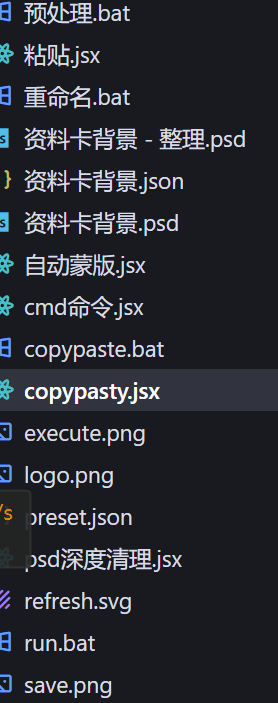 预处理.bat
粘贴.jsx
重命名.bat
资料卡背景 - 整理.psd
资料卡背景.json
资料卡背景.psd
自动蒙版.jsx
cmd命令.jsx
copypaste.bat
copypasty.jsx
execute.png
logo.png
/s
preset.json
psd深度清理.jsx
refresh.svg
run.bat
save.png